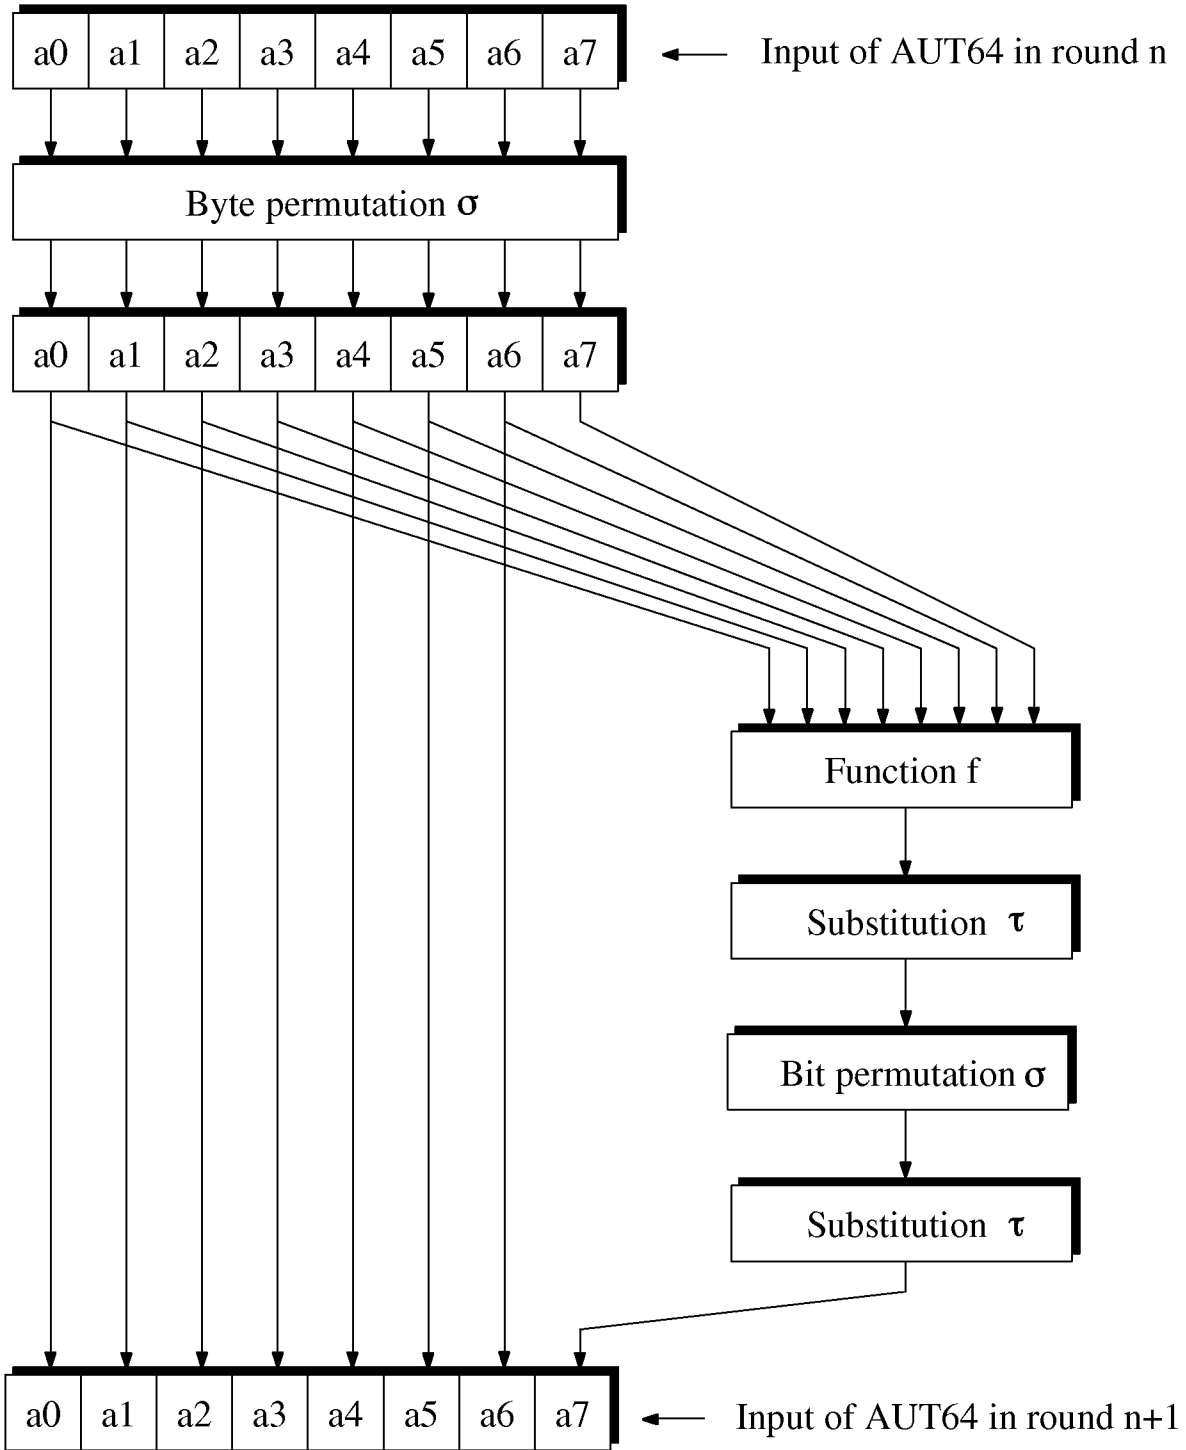 a0 a1 a2 a3 a4 a5 a6 a7 Input of AUT64 in round n
Byte permutation σ
a0 a1 a2 a3 a4 a5 a6 a7
Function f
Substitution τ
Bit permutation σ
Substitution τ
a0 a1 a2 a3 a4 a5 a6 a7 Input of AUT64 in round n+1